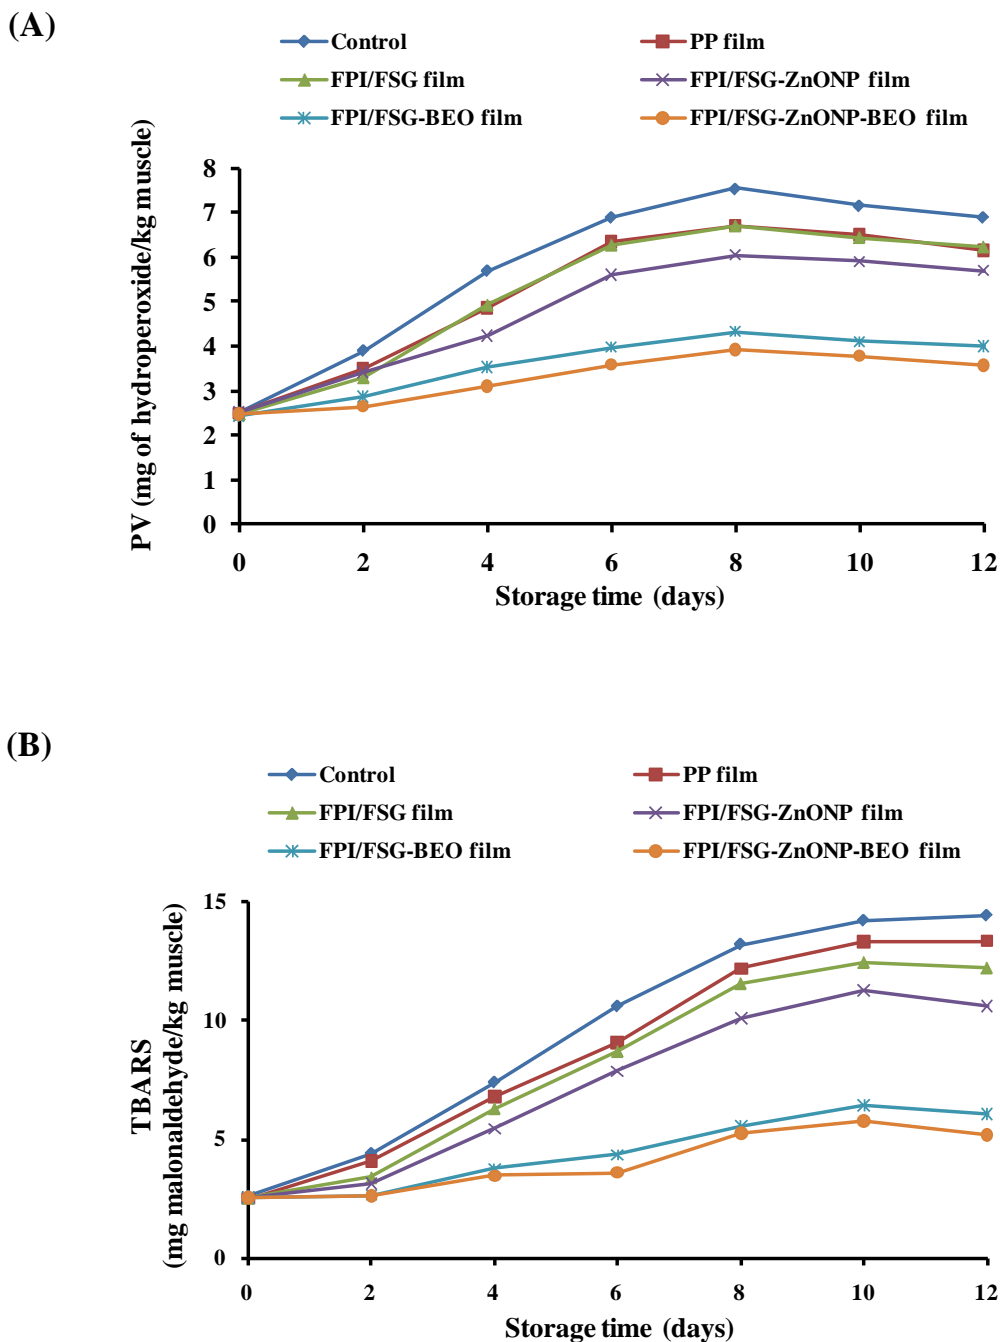 (A)
Control
PP film
FPI/FSG film
FPI/FSG-ZnONP film
FPI/FSG-BEO film
FPI/FSG-ZnONP-BEO film
PV (mg of hydroperoxide/kg muscle)
8
7
6
5
4
3
2
1
0
0 2 4 6 8 10 12
Storage time (days)
(B)
Control
PP film
FPI/FSG film
FPI/FSG-ZnONP film
FPI/FSG-BEO film
FPI/FSG-ZnONP-BEO film
TBARS
(mg malonaldehyde/kg muscle)
15
10
5
0
0 2 4 6 8 10 12
Storage time (days)